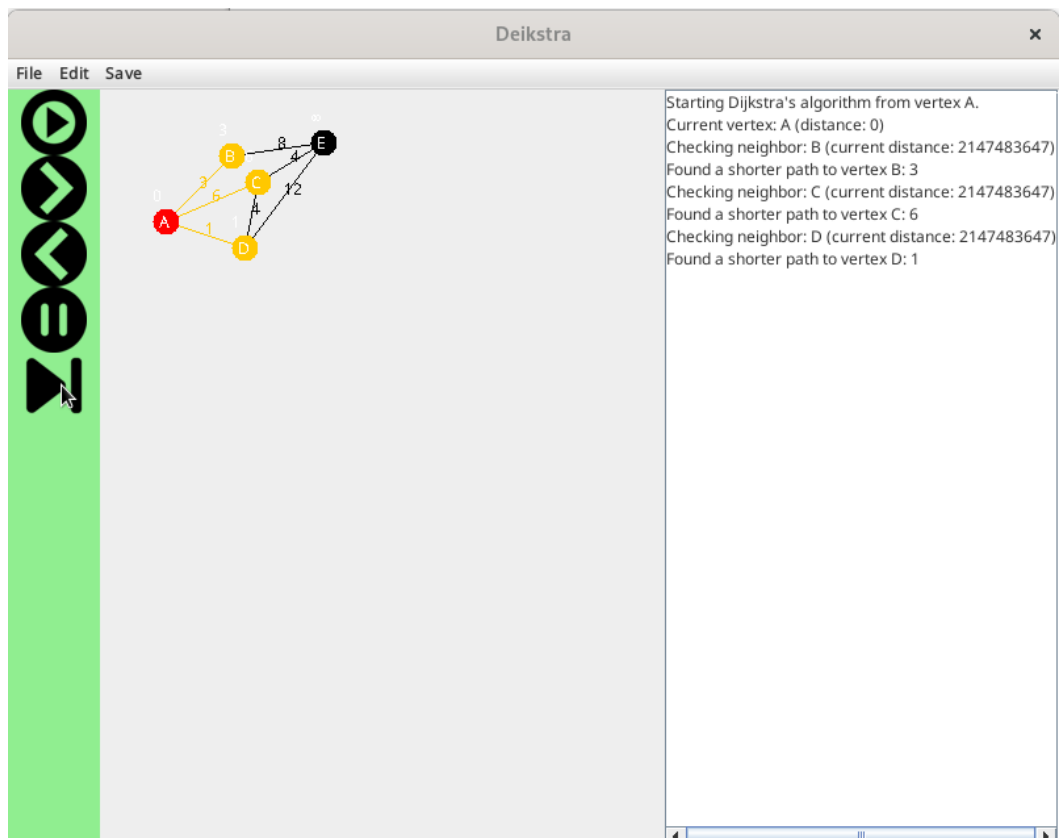 Deikstra
File Edit Save
∞
3
8
E
B
4
C
3
12
0
6
4
A
1
1
D
Starting Dijkstra's algorithm from vertex A.
Current vertex: A (distance: 0)
Checking neighbor: B (current distance: 2147483647)
Found a shorter path to vertex B: 3
Checking neighbor: C (current distance: 2147483647)
Found a shorter path to vertex C: 6
Checking neighbor: D (current distance: 2147483647)
Found a shorter path to vertex D: 1